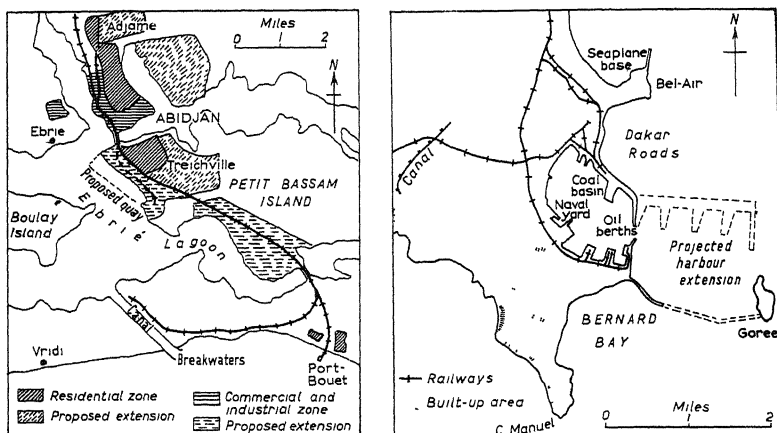 Adjame
Miles
0 1 2
N
ABIDJAN
Ebrie
Treichville
Proposed quay
PETIT BASSAM
ISLAND
Boulay
Island
Ebrié
Lagoon
Canal
Vridi
Breakwaters
Port-
Bouet
Residential zone
Proposed extension
Commercial and
industrial zone
Proposed extension
N
Seaplane
base
Bel-Air
Dakar
Roads
Canal
Coal
basin
Naval
yard
Oil
berths
Projected
harbour
extension
Goree
BERNARD
BAY
Railways
Built-up area
C. Manuel
Miles
0 2